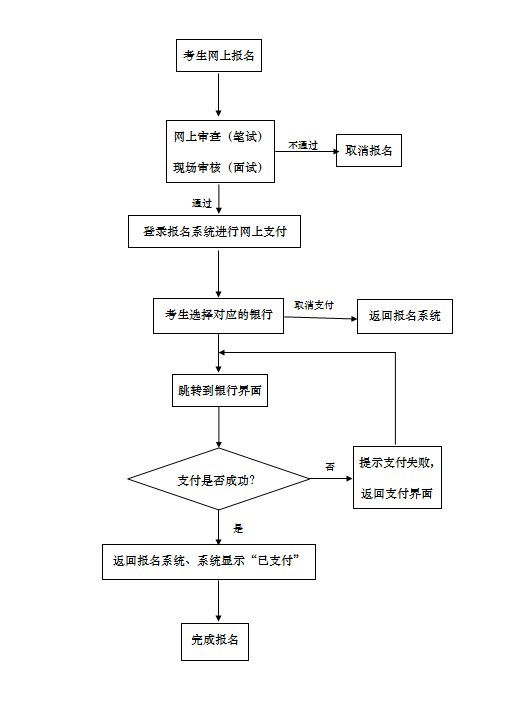 考生网上报名
网上审查（笔试）
现场审核（面试）
不通过
取消报名
通过
登录报名系统进行网上支付
考生选择对应的银行
取消支付
返回报名系统
跳转到银行界面
支付是否成功？
否
提示支付失败，
返回支付界面
是
返回报名系统、系统显示“已支付”
完成报名